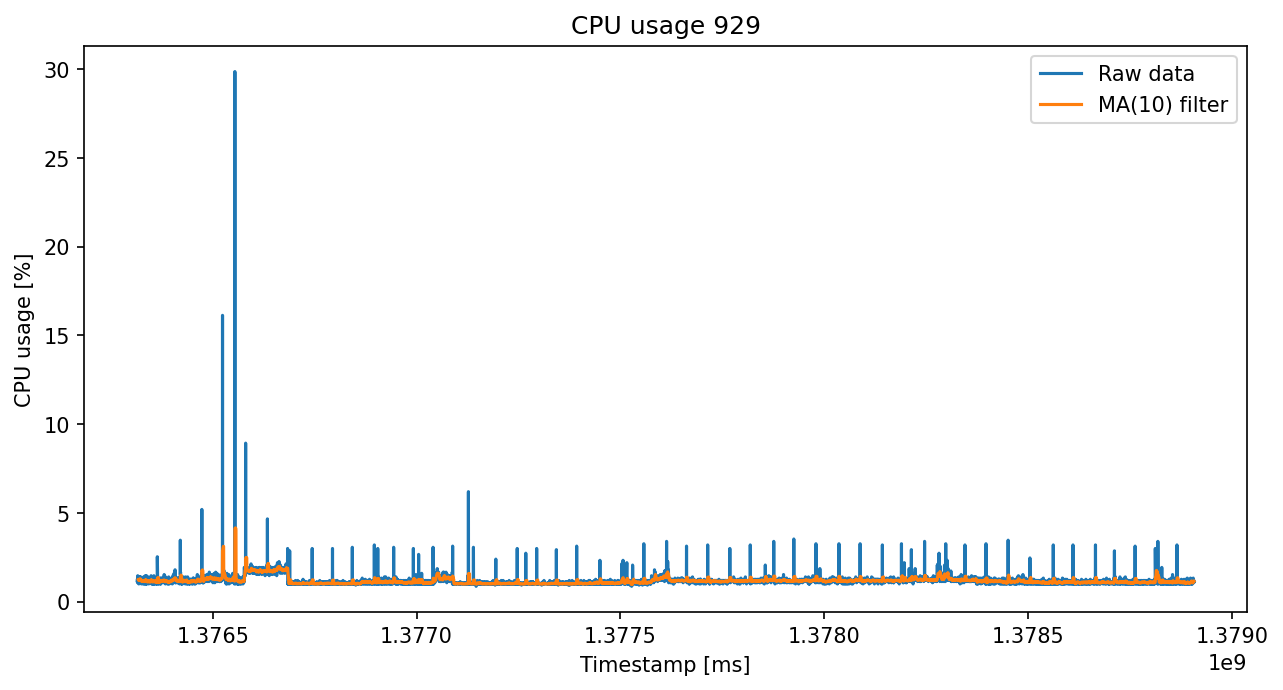 CPU usage 929
Raw data
MA(10) filter
CPU usage [%]
30
25
20
15
10
5
0
1.3765 1.3770 1.3775 1.3780 1.3785 1.3790
1e9
Timestamp [ms]